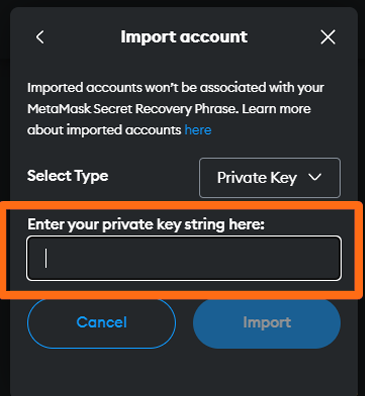 Import account
Imported accounts won't be associated with your
MetaMask Secret Recovery Phrase. Learn more
about imported accounts here
Select Type
Private Key
Enter your private key string here:
Cancel
Import